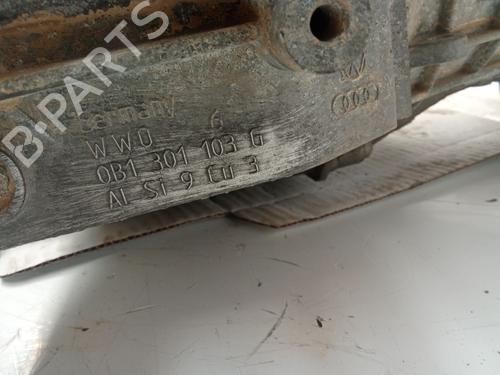 B-PARTS
Germany
WWO 6
0B1 301 103 G
Al Si 9 Cu 3